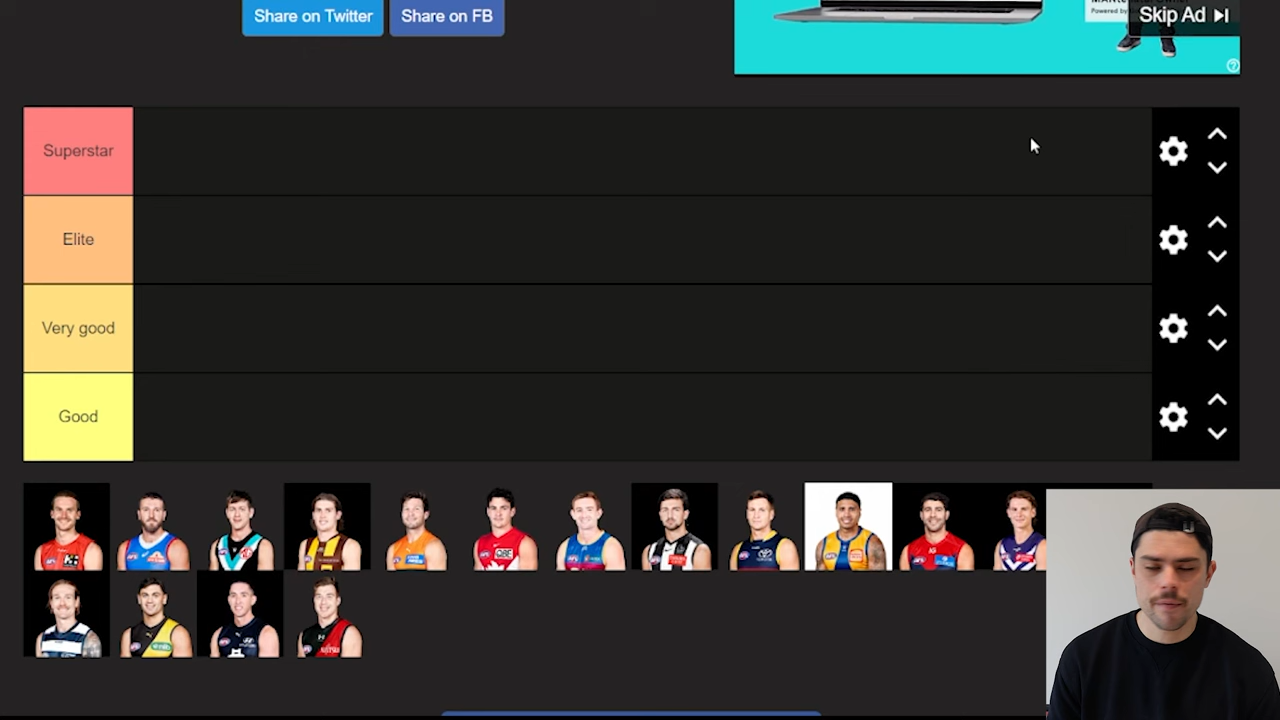 Share on Twitter
Share on FB
Skip Ad
Superstar
Elite
Very good
Good